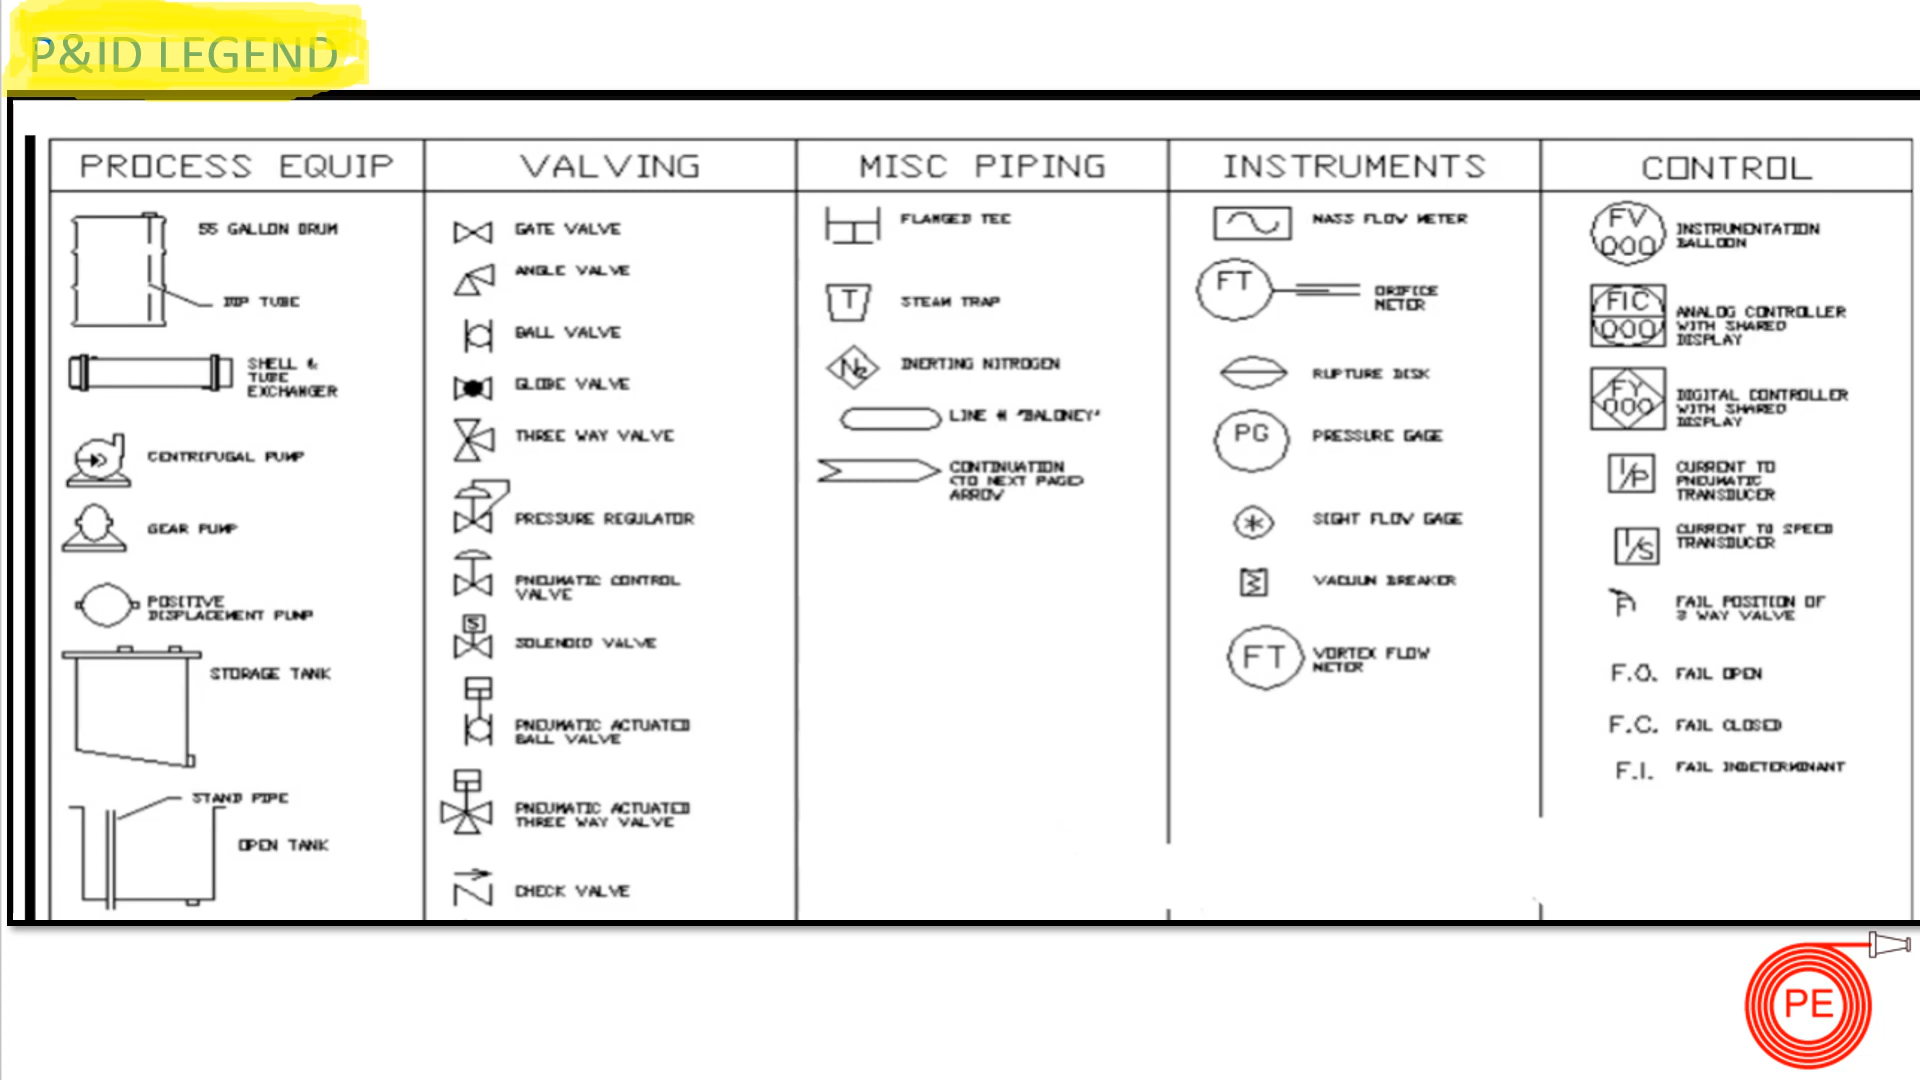 P&ID LEGEND
PROCESS EQUIP
55 GALLON DRUM
DIP TUBE
SHELL &
TUBE
EXCHANGER
CENTRIFUGAL PUMP
GEAR PUMP
POSITIVE
DISPLACEMENT PUMP
STORAGE TANK
STAND PIPE
OPEN TANK
VALVING
GATE VALVE
ANGLE VALVE
BALL VALVE
GLOBE VALVE
THREE WAY VALVE
PRESSURE REGULATOR
PNEUMATIC CONTROL
VALVE
S
SOLENOID VALVE
PNEUMATIC ACTUATED
BALL VALVE
PNEUMATIC ACTUATED
THREE WAY VALVE
CHECK VALVE
MISC PIPING
FLANGED TEE
T
STEAM TRAP
N2
INERTING NITROGEN
LINE # "BALONEY"
CONTINUATION
(TO NEXT PAGE)
ARROW
INSTRUMENTS
MASS FLOW METER
FT
ORIFICE
METER
RUPTURE DISK
PG
PRESSURE GAGE
SIGHT FLOW GAGE
VACUUM BREAKER
FT
VORTEX FLOW
METER
CONTROL
FV
000
INSTRUMENTATION
BALLOON
FIC
000
ANALOG CONTROLLER
WITH SHARED
DISPLAY
FY
000
DIGITAL CONTROLLER
WITH SHARED
DISPLAY
I/P
CURRENT TO
PNEUMATIC
TRANSDUCER
I/S
CURRENT TO SPEED
TRANSDUCER
F
FAIL POSITION OF
3 WAY VALVE
F.O. FAIL OPEN
F.C. FAIL CLOSED
F.I. FAIL INDETERMINANT
PE